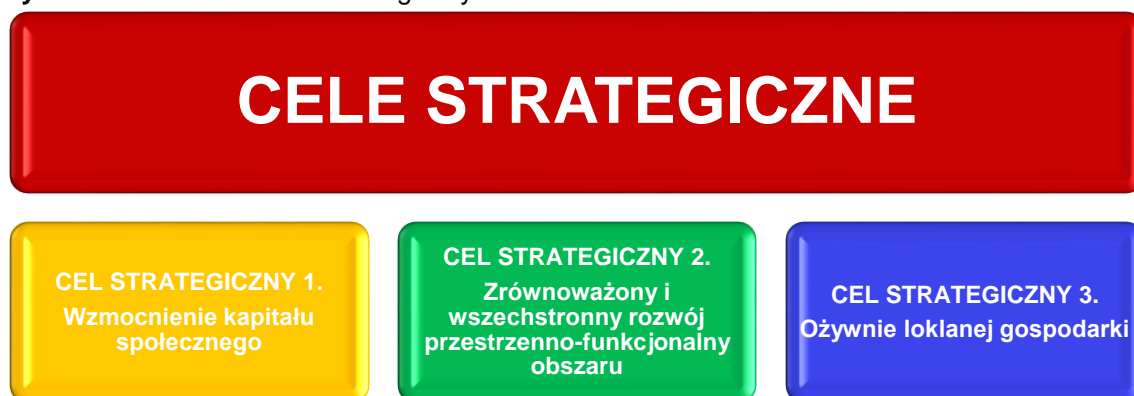 CELE STRATEGICZNE
CEL STRATEGICZNY 1.
Wzmocnienie kapitału
społecznego
CEL STRATEGICZNY 2.
Zrównoważony i
wszechstronny rozwój
przestrzenno-funkcjonalny
obszaru
CEL STRATEGICZNY 3.
Ożywnie loklanej gospodarki